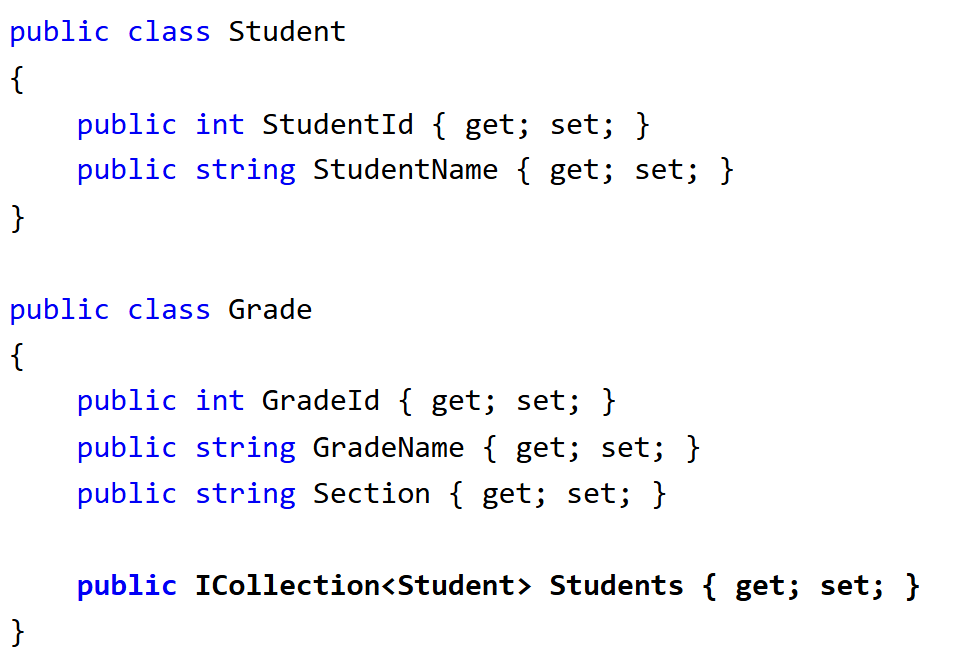 public class Student
{
    public int StudentId { get; set; }
    public string StudentName { get; set; }
}

public class Grade
{
    public int GradeId { get; set; }
    public string GradeName { get; set; }
    public string Section { get; set; }

    public ICollection<Student> Students { get; set; }
}